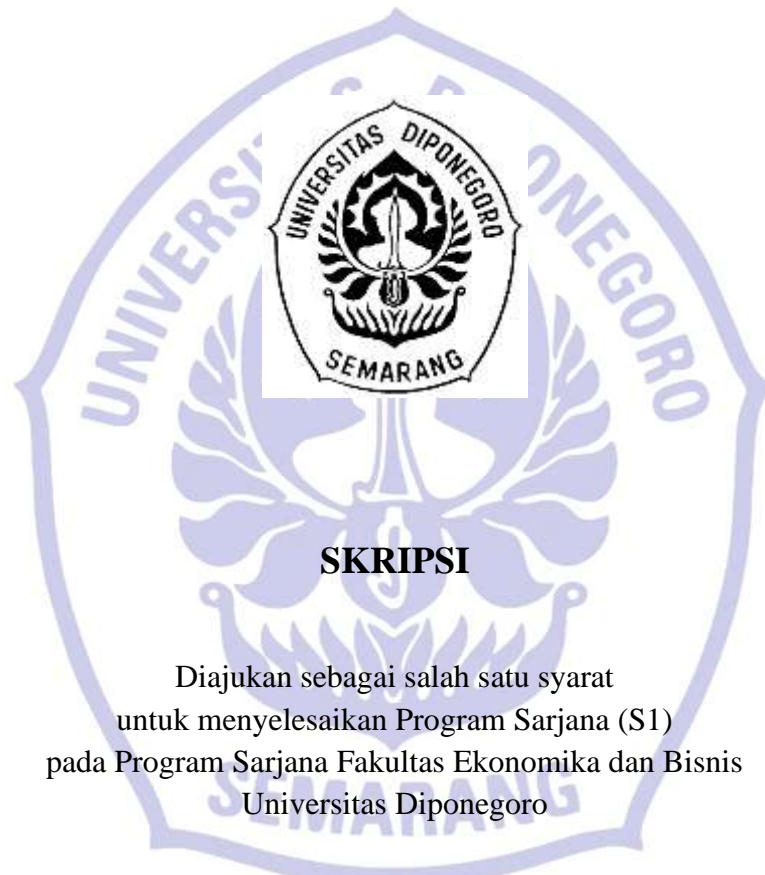 UNIVERSITAS DIPONEGORO
SEMARANG
SKRIPSI
Diajukan sebagai salah satu syarat
untuk menyelesaikan Program Sarjana (S1)
pada Program Sarjana Fakultas Ekonomika dan Bisnis
Universitas Diponegoro
SEMARANG